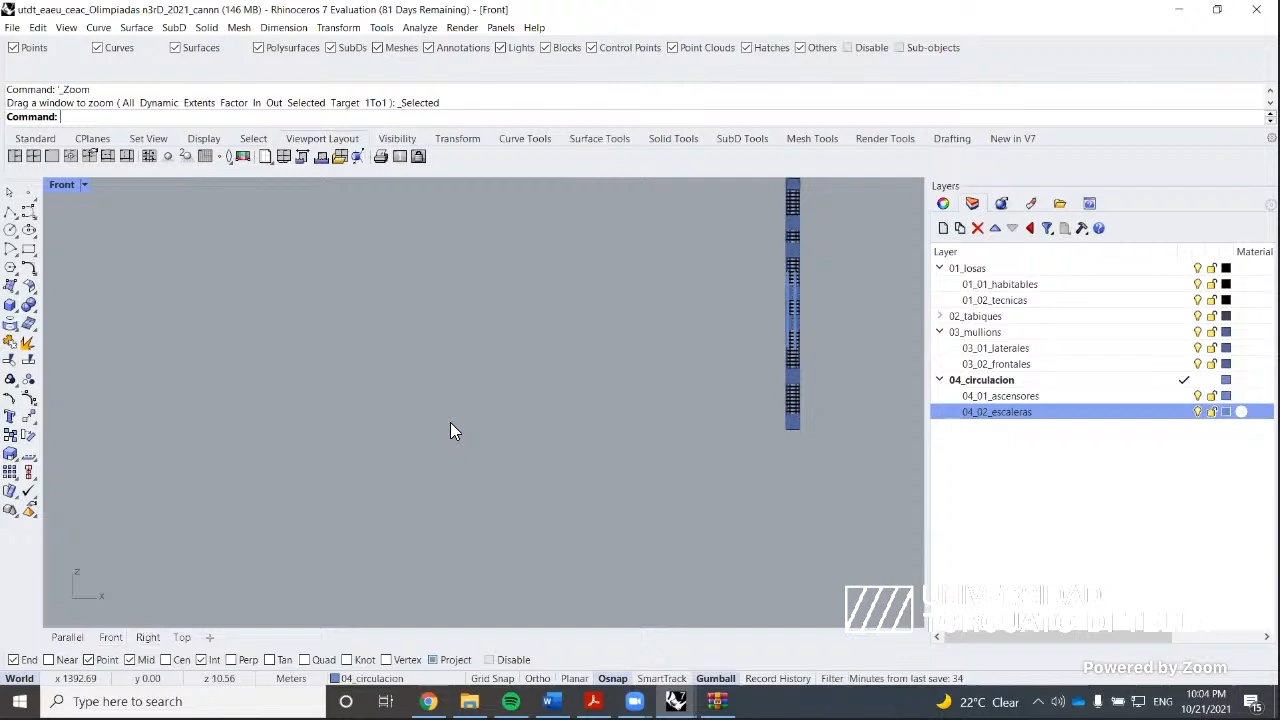 utdt_eaeu_ceac_Olimpiadas n3rD_2021_cannn (146 MB) - Rhinoceros 7 Evaluation (81 Days Remaining) - [Front]
File Edit View Curve Surface SubD Solid Mesh Dimension Transform Tools Analyze Render Panels Help
Points Curves Surfaces Polysurfaces SubDs Meshes Annotations Lights Blocks Control Points Point Clouds Hatches Others Disable Sub-objects
Command: '_Zoom
Drag a window to zoom ( All Dynamic Extents Factor In Out Selected Target 1To1 ): _Selected
Command:
Standard CPlanes Set View Display Select Viewport Layout Visibility Transform Curve Tools Surface Tools Solid Tools SubD Tools Mesh Tools Render Tools Drafting New in V7
Front
Layers
Layer Material
01_losas
01_01_habitables
01_02_tecnicas
02_tabiques
03_mullions
03_01_laterales
03_02_frontales
04_circulacion
04_01_ascensores
04_02_escaleras
z
x
UNIVERSIDAD
TORCUATO DI TELLA
Parallel Front Right Top
End Near Point Mid Cen Int Perp Tan Quad Knot Vertex Project Disable
Powered by Zoom
World x 1392.69 y 0.00 z 10.56 Meters 04_circulacion Grid Snap Ortho Planar Osnap SmartTrack Gumball Record History Filter Minutes from last save: 34
Type here to search
22°C Clear
ENG
10:04 PM
10/21/2021
15